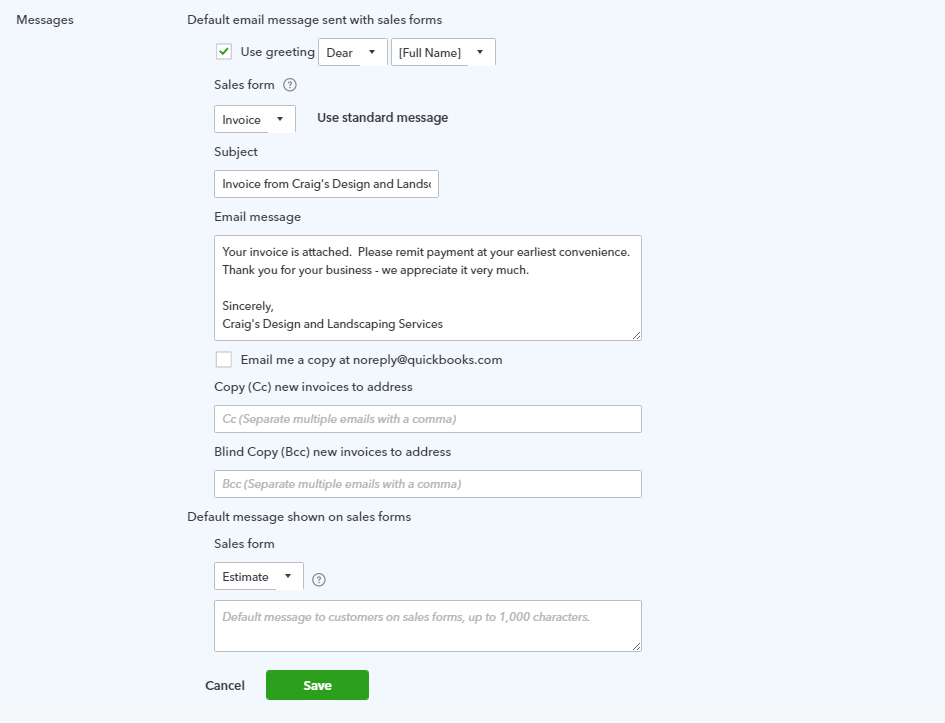 Messages
Default email message sent with sales forms
Use greeting Dear [Full Name]
Sales form ?
Invoice Use standard message
Subject
Invoice from Craig's Design and Lands
Email message
Your invoice is attached.  Please remit payment at your earliest convenience.
Thank you for your business - we appreciate it very much.
Sincerely,
Craig's Design and Landscaping Services
Email me a copy at noreply@quickbooks.com
Copy (Cc) new invoices to address
Cc (Separate multiple emails with a comma)
Blind Copy (Bcc) new invoices to address
Bcc (Separate multiple emails with a comma)
Default message shown on sales forms
Sales form
Estimate ?
Default message to customers on sales forms, up to 1,000 characters.
Cancel Save